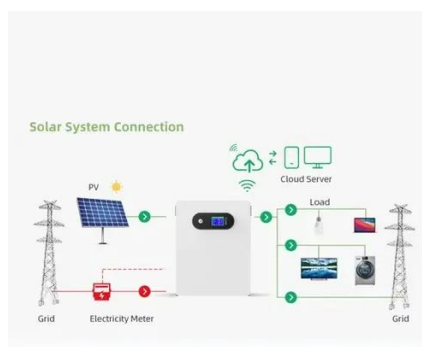 Solar System Connection
Cloud Server
PV
Load
Grid
Electricity Meter
Grid